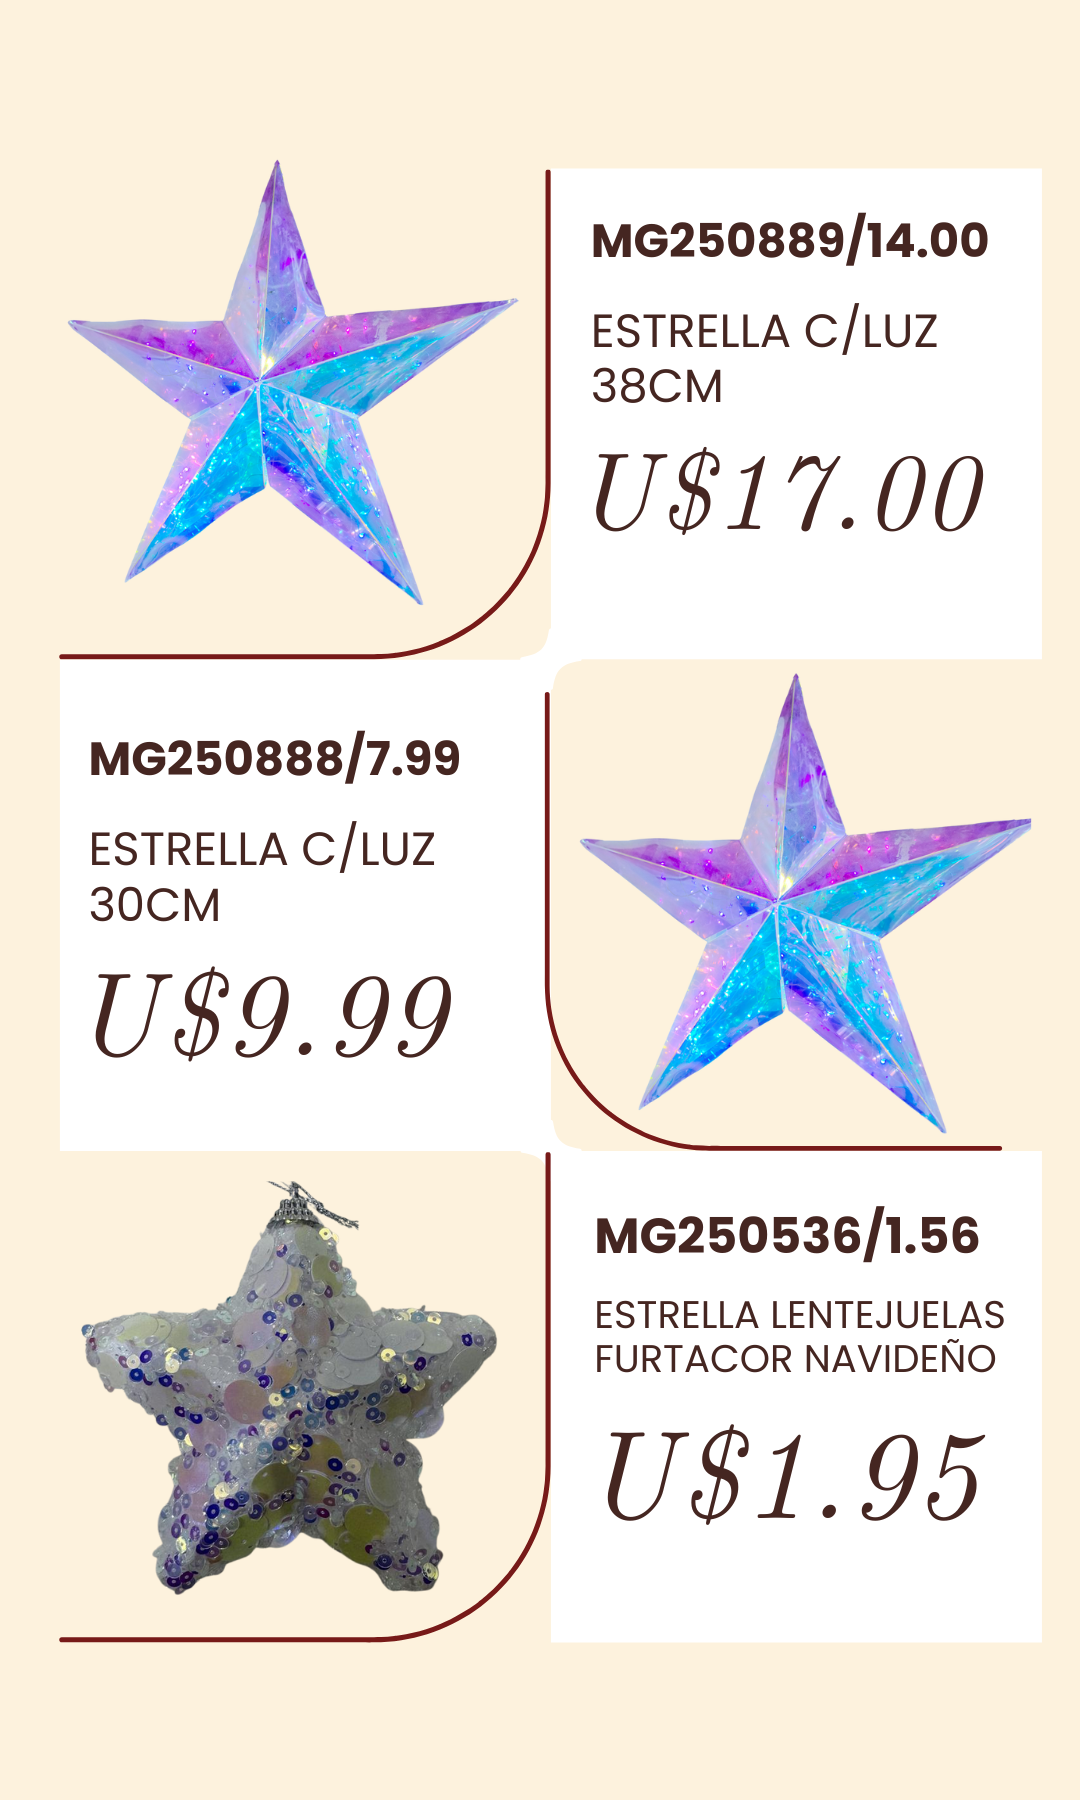 MG250889/14.00
ESTRELLA C/LUZ
38CM
U$17.00
MG250888/7.99
ESTRELLA C/LUZ
30CM
U$9.99
MG250536/1.56
ESTRELLA LENTEJUELAS
FURTACOR NAVIDEÑO
U$1.95